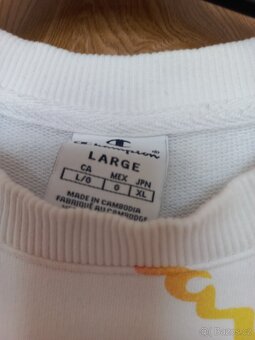 Champion
LARGE
CA MEX JPN
L/G G XL
MADE IN CAMBODIA
FABRIQUÉ AU CAMBODGE